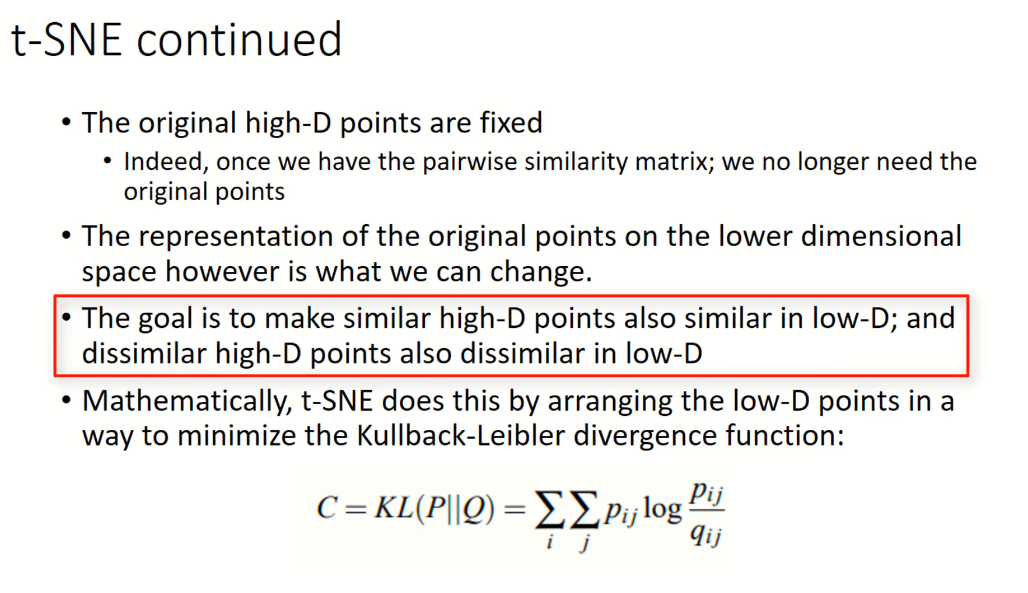 t-SNE continued
• The original high-D points are fixed
• Indeed, once we have the pairwise similarity matrix; we no longer need the
original points
• The representation of the original points on the lower dimensional
space however is what we can change.
• The goal is to make similar high-D points also similar in low-D; and
dissimilar high-D points also dissimilar in low-D
• Mathematically, t-SNE does this by arranging the low-D points in a
way to minimize the Kullback-Leibler divergence function:
C = KL(P||Q) = ∑_i ∑_j p_{ij} log p_{ij}/q_{ij}